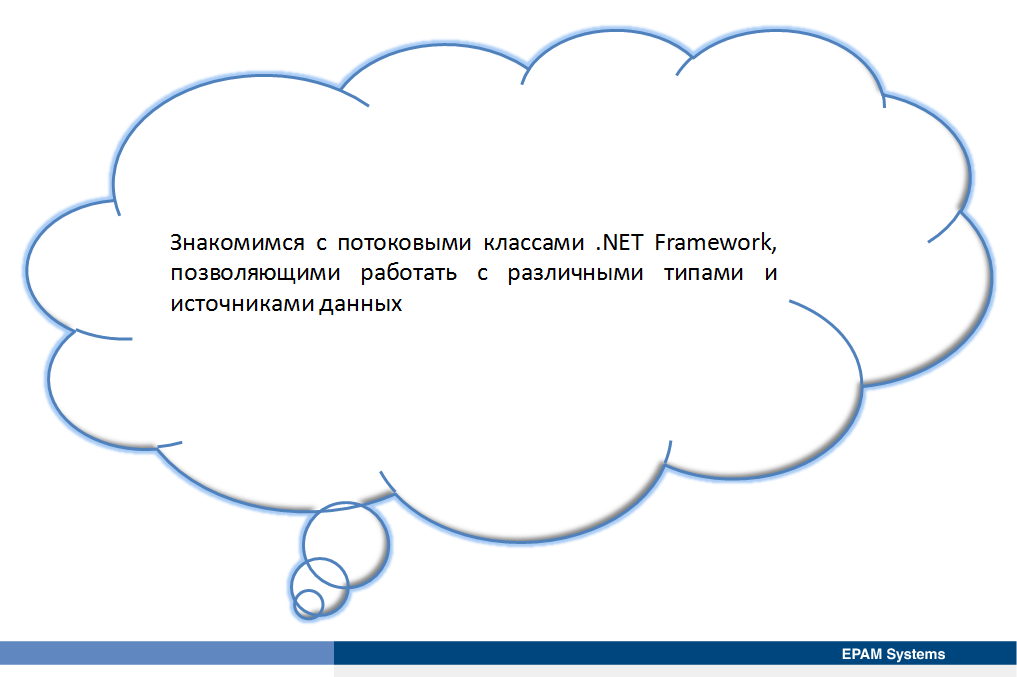 Знакомимся с потоковыми классами .NET Framework,
позволяющими работать с различными типами и
источниками данных
EPAM Systems